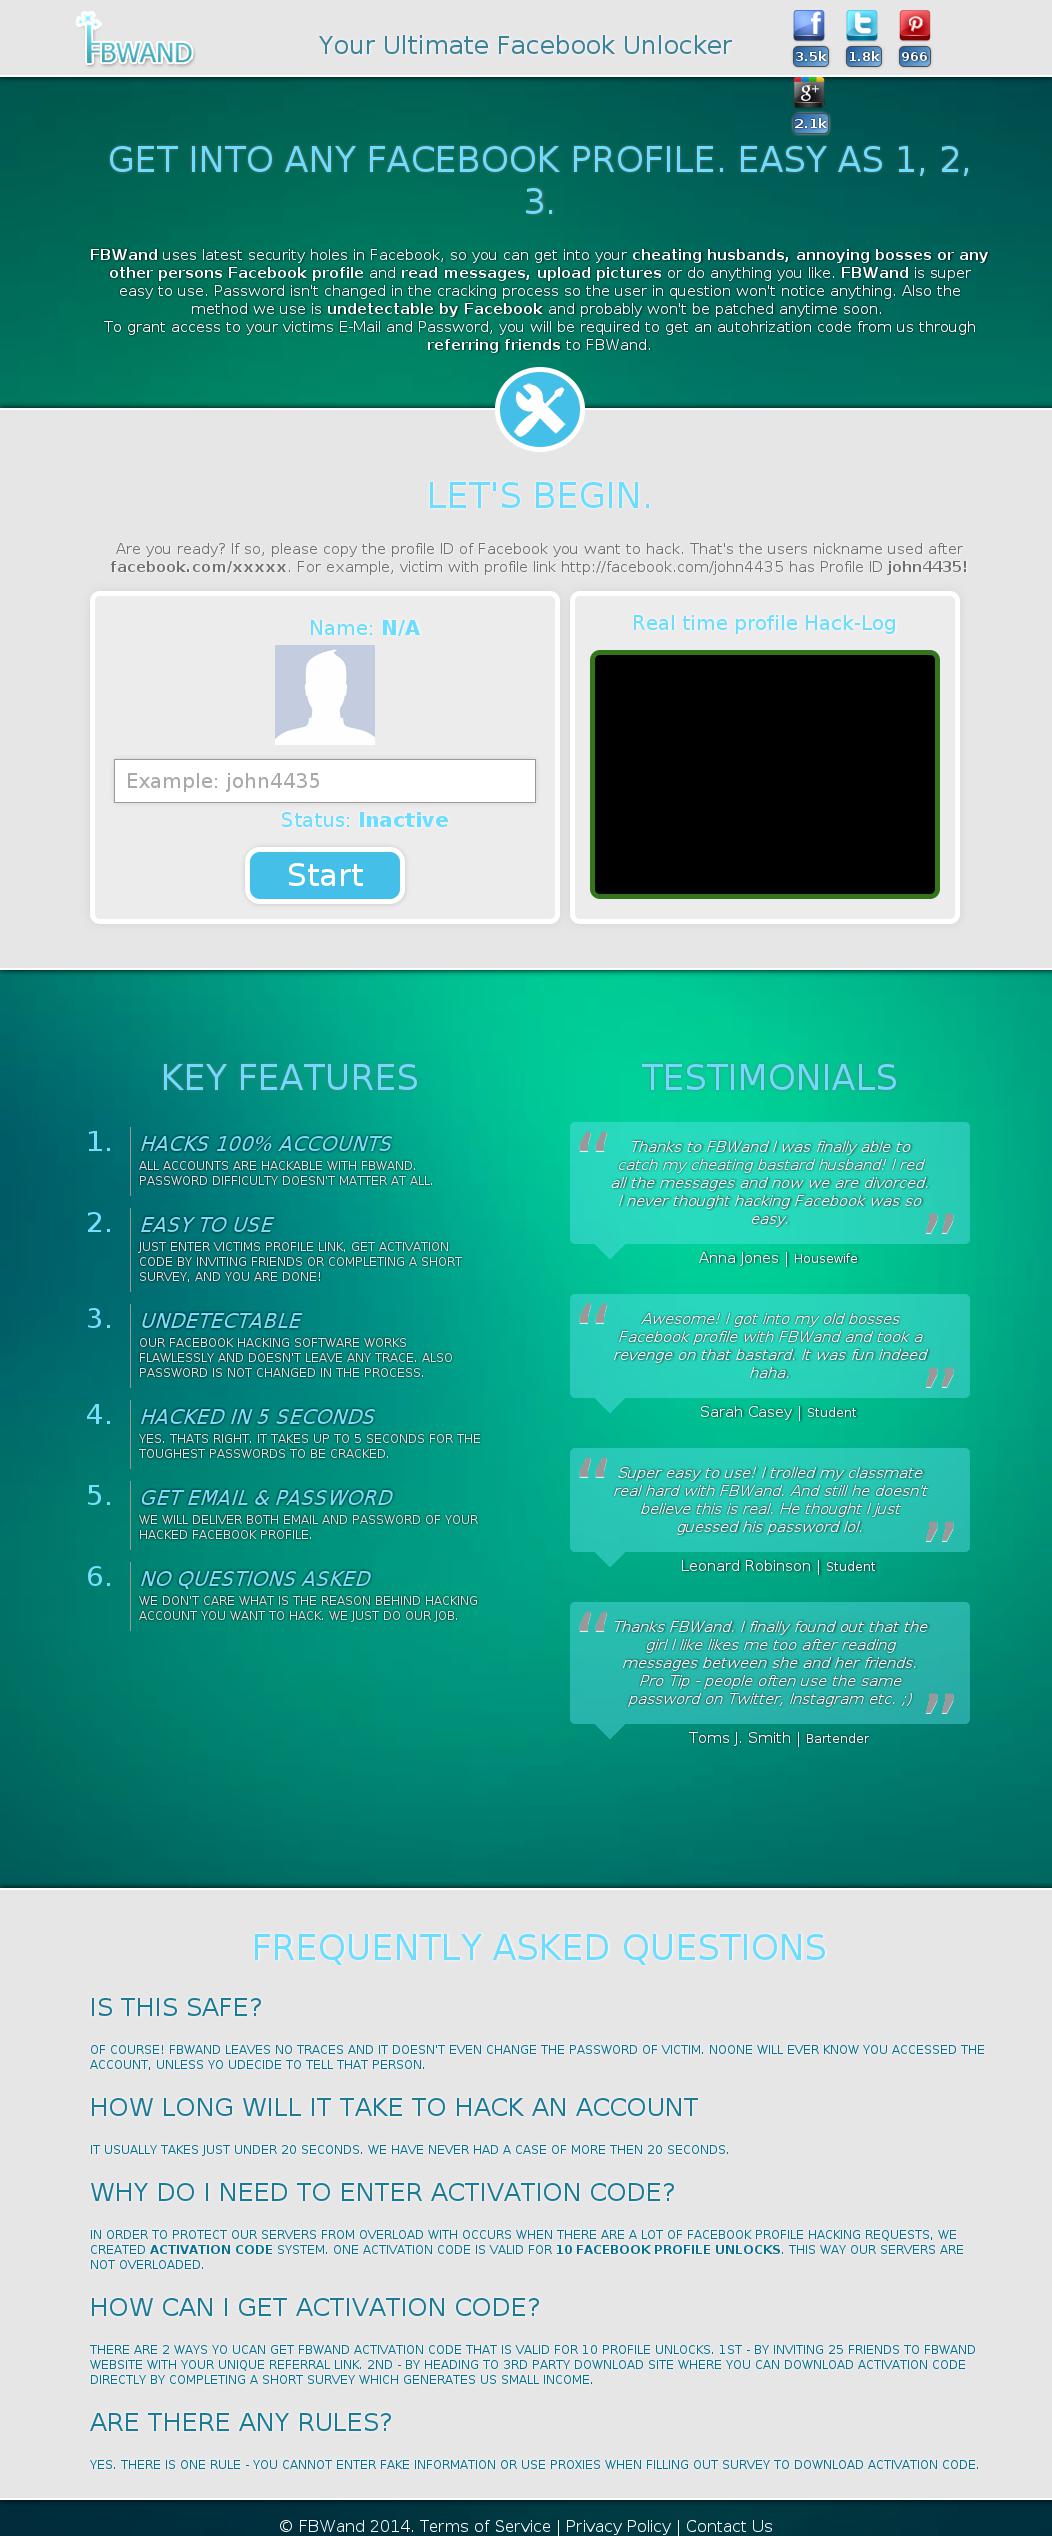 FBWAND
Your Ultimate Facebook Unlocker
3.5k 1.8k 966
g+
2.1k
GET INTO ANY FACEBOOK PROFILE. EASY AS 1, 2,
3.
FBWand uses latest security holes in Facebook, so you can get into your cheating husbands, annoying bosses or any
other persons Facebook profile and read messages, upload pictures or do anything you like. FBWand is super
easy to use. Password isn't changed in the cracking process so the user in question won't notice anything. Also the
method we use is undetectable by Facebook and probably won't be patched anytime soon.
To grant access to your victims E-Mail and Password, you will be required to get an autohrization code from us through
referring friends to FBWand.
LET'S BEGIN.
Are you ready? If so, please copy the profile ID of Facebook you want to hack. That's the users nickname used after
facebook.com/xxxxx. For example, victim with profile link http://facebook.com/john4435 has Profile ID john4435!
Name: N/A
Example: john4435
Status: Inactive
Start
Real time profile Hack-Log
KEY FEATURES
1. HACKS 100% ACCOUNTS
ALL ACCOUNTS ARE HACKABLE WITH FBWAND.
PASSWORD DIFFICULTY DOESN'T MATTER AT ALL.
2. EASY TO USE
JUST ENTER VICTIMS PROFILE LINK, GET ACTIVATION
CODE BY INVITING FRIENDS OR COMPLETING A SHORT
SURVEY, AND YOU ARE DONE!
3. UNDETECTABLE
OUR FACEBOOK HACKING SOFTWARE WORKS
FLAWLESSLY AND DOESN'T LEAVE ANY TRACE. ALSO
PASSWORD IS NOT CHANGED IN THE PROCESS.
4. HACKED IN 5 SECONDS
YES. THATS RIGHT. IT TAKES UP TO 5 SECONDS FOR THE
TOUGHEST PASSWORDS TO BE CRACKED.
5. GET EMAIL & PASSWORD
WE WILL DELIVER BOTH EMAIL AND PASSWORD OF YOUR
HACKED FACEBOOK PROFILE.
6. NO QUESTIONS ASKED
WE DON'T CARE WHAT IS THE REASON BEHIND HACKING
ACCOUNT YOU WANT TO HACK. WE JUST DO OUR JOB.
TESTIMONIALS
“ Thanks to FBWand I was finally able to
catch my cheating bastard husband! I red
all the messages and now we are divorced.
I never thought hacking Facebook was so
easy. ”
Anna Jones | Housewife
“ Awesome! I got into my old bosses
Facebook profile with FBWand and took a
revenge on that bastard. It was fun indeed
haha. ”
Sarah Casey | Student
“ Super easy to use! I trolled my classmate
real hard with FBWand. And still he doesn't
believe this is real. He thought I just
guessed his password lol. ”
Leonard Robinson | Student
“ Thanks FBWand. I finally found out that the
girl I like likes me too after reading
messages between she and her friends.
Pro Tip - people often use the same
password on Twitter, Instagram etc. ;) ”
Toms J. Smith | Bartender
FREQUENTLY ASKED QUESTIONS
IS THIS SAFE?
OF COURSE! FBWAND LEAVES NO TRACES AND IT DOESN'T EVEN CHANGE THE PASSWORD OF VICTIM. NOONE WILL EVER KNOW YOU ACCESSED THE
ACCOUNT, UNLESS YO UDECIDE TO TELL THAT PERSON.
HOW LONG WILL IT TAKE TO HACK AN ACCOUNT
IT USUALLY TAKES JUST UNDER 20 SECONDS. WE HAVE NEVER HAD A CASE OF MORE THEN 20 SECONDS.
WHY DO I NEED TO ENTER ACTIVATION CODE?
IN ORDER TO PROTECT OUR SERVERS FROM OVERLOAD WITH OCCURS WHEN THERE ARE A LOT OF FACEBOOK PROFILE HACKING REQUESTS, WE
CREATED ACTIVATION CODE SYSTEM. ONE ACTIVATION CODE IS VALID FOR 10 FACEBOOK PROFILE UNLOCKS. THIS WAY OUR SERVERS ARE
NOT OVERLOADED.
HOW CAN I GET ACTIVATION CODE?
THERE ARE 2 WAYS YO UCAN GET FBWAND ACTIVATION CODE THAT IS VALID FOR 10 PROFILE UNLOCKS. 1ST - BY INVITING 25 FRIENDS TO FBWAND
WEBSITE WITH YOUR UNIQUE REFERRAL LINK. 2ND - BY HEADING TO 3RD PARTY DOWNLOAD SITE WHERE YOU CAN DOWNLOAD ACTIVATION CODE
DIRECTLY BY COMPLETING A SHORT SURVEY WHICH GENERATES US SMALL INCOME.
ARE THERE ANY RULES?
YES. THERE IS ONE RULE - YOU CANNOT ENTER FAKE INFORMATION OR USE PROXIES WHEN FILLING OUT SURVEY TO DOWNLOAD ACTIVATION CODE.
© FBWand 2014. Terms of Service | Privacy Policy | Contact Us